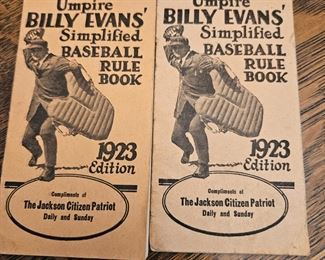 Umpire
BILLY EVANS'
Simplified
BASEBALL
RULE
BOOK
1923
Edition
Compliments of
The Jackson Citizen Patriot
Daily and Sunday
Umpire
BILLY EVANS'
Simplified
BASEBALL
RULE
BOOK
1923
Edition
Compliments of
The Jackson Citizen Patriot
Daily and Sunday